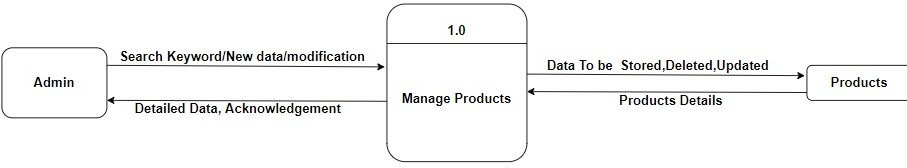 1.0
Search Keyword/New data/modification
Data To be Stored,Deleted,Updated
Admin
Products
Manage Products
Products Details
Detailed Data, Acknowledgement